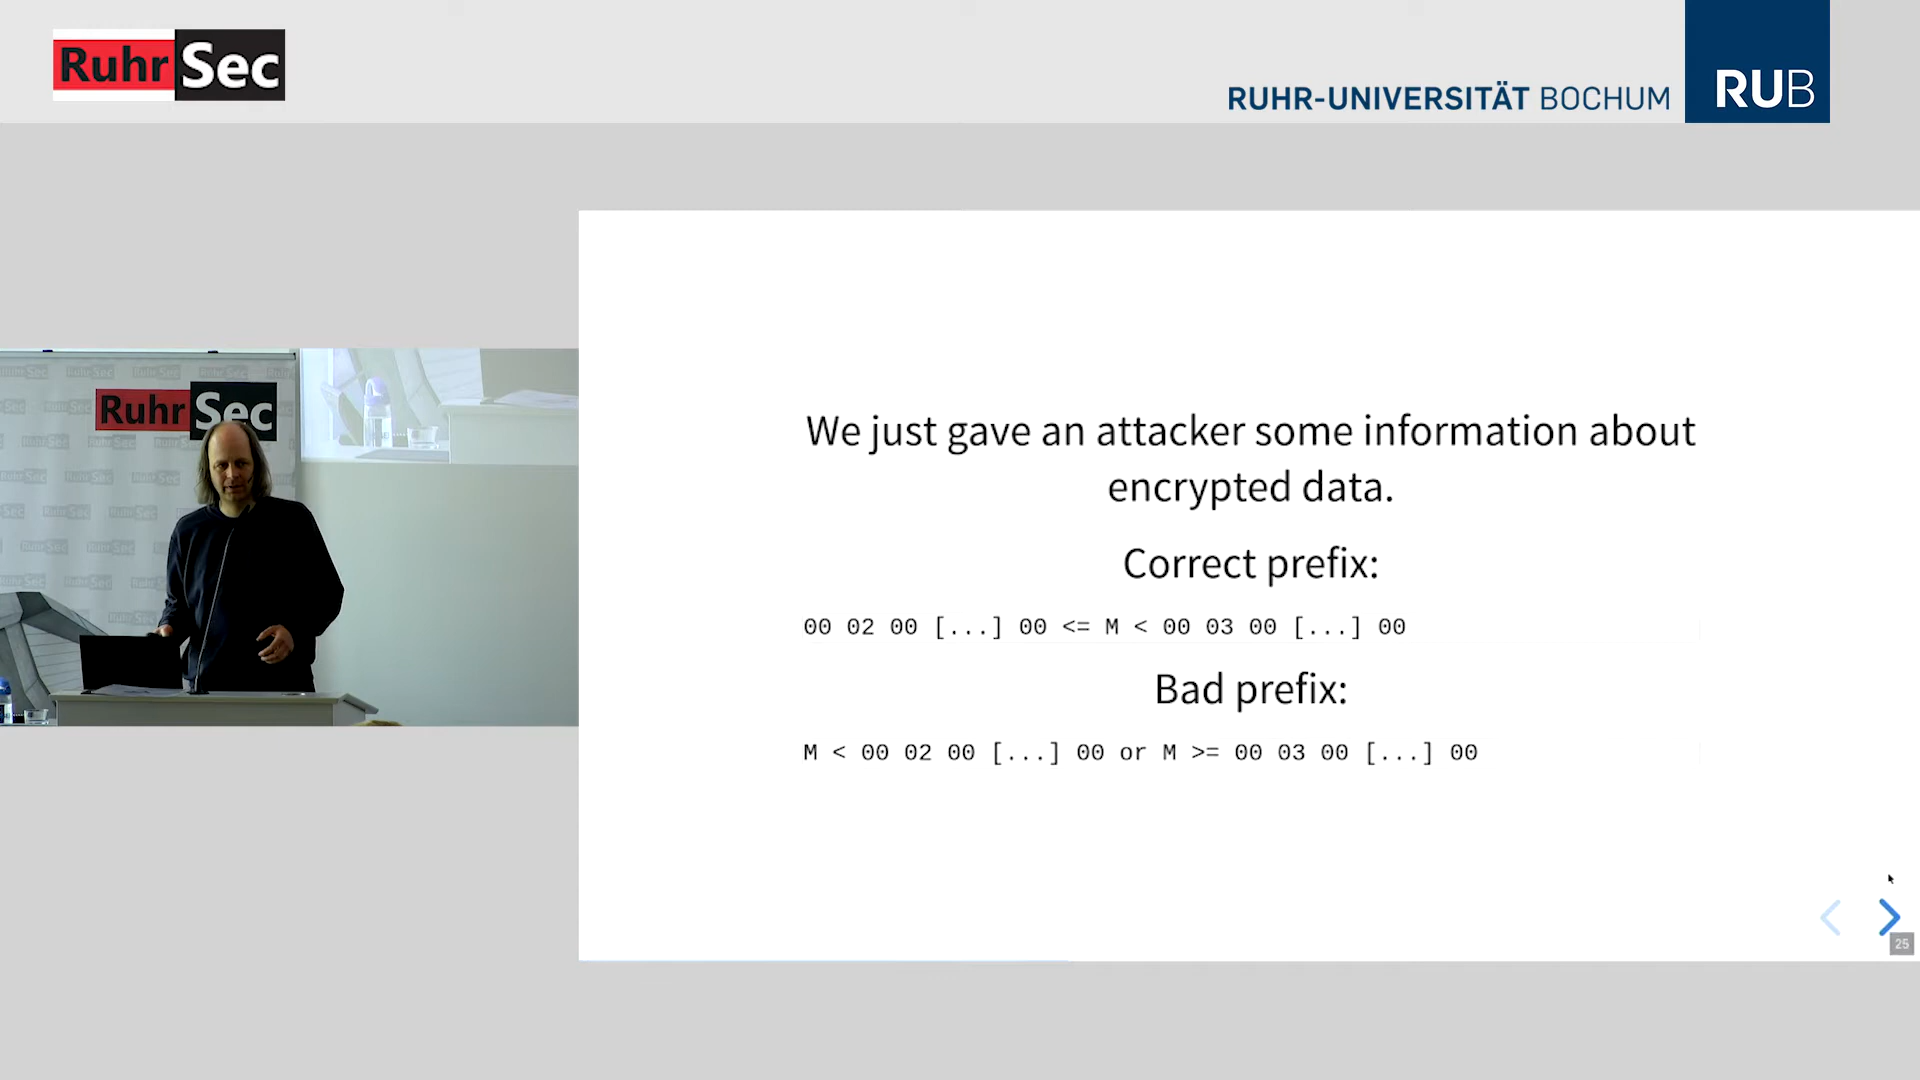 RuhrSec
RUHR-UNIVERSITÄT BOCHUM
RUB
RuhrSec
We just gave an attacker some information about
encrypted data.
Correct prefix:
00 02 00 [...] 00 <= M < 00 03 00 [...] 00
Bad prefix:
M < 00 02 00 [...] 00 or M >= 00 03 00 [...] 00
25